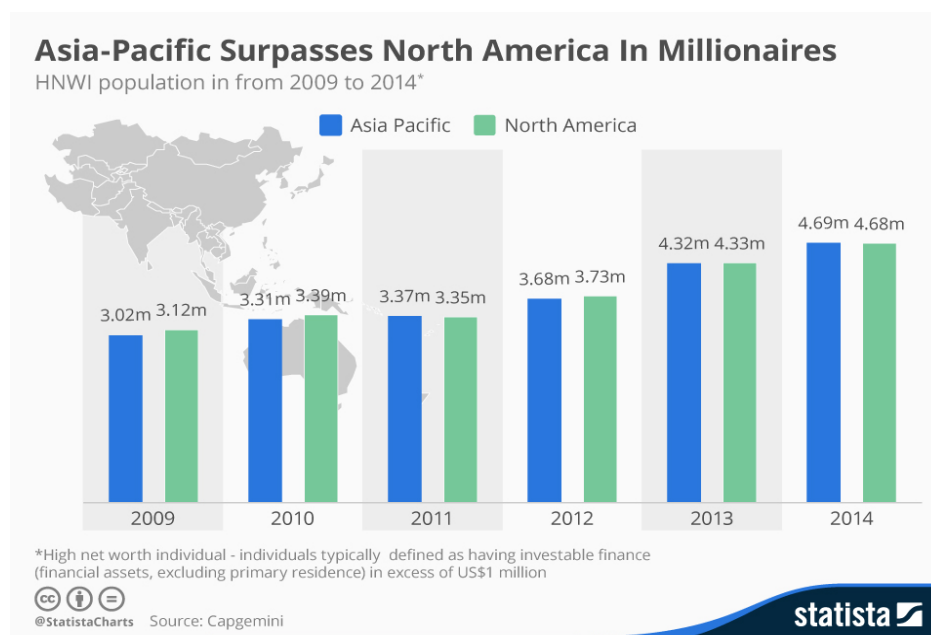 Asia-Pacific Surpasses North America In Millionaires
HNWI population in from 2009 to 2014*
Asia Pacific North America
3.02m 3.12m 3.31m 3.39m 3.37m 3.35m 3.68m 3.73m 4.32m 4.33m 4.69m 4.68m
2009 2010 2011 2012 2013 2014
*High net worth individual - individuals typically defined as having investable finance
(financial assets, excluding primary residence) in excess of US$1 million
cc
@StatistaCharts Source: Capgemini
statista